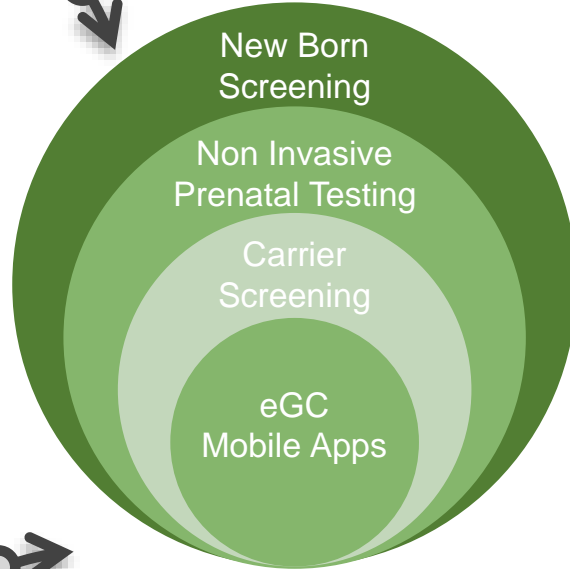 New Born
Screening
Non Invasive
Prenatal Testing
Carrier
Screening
eGC
Mobile Apps